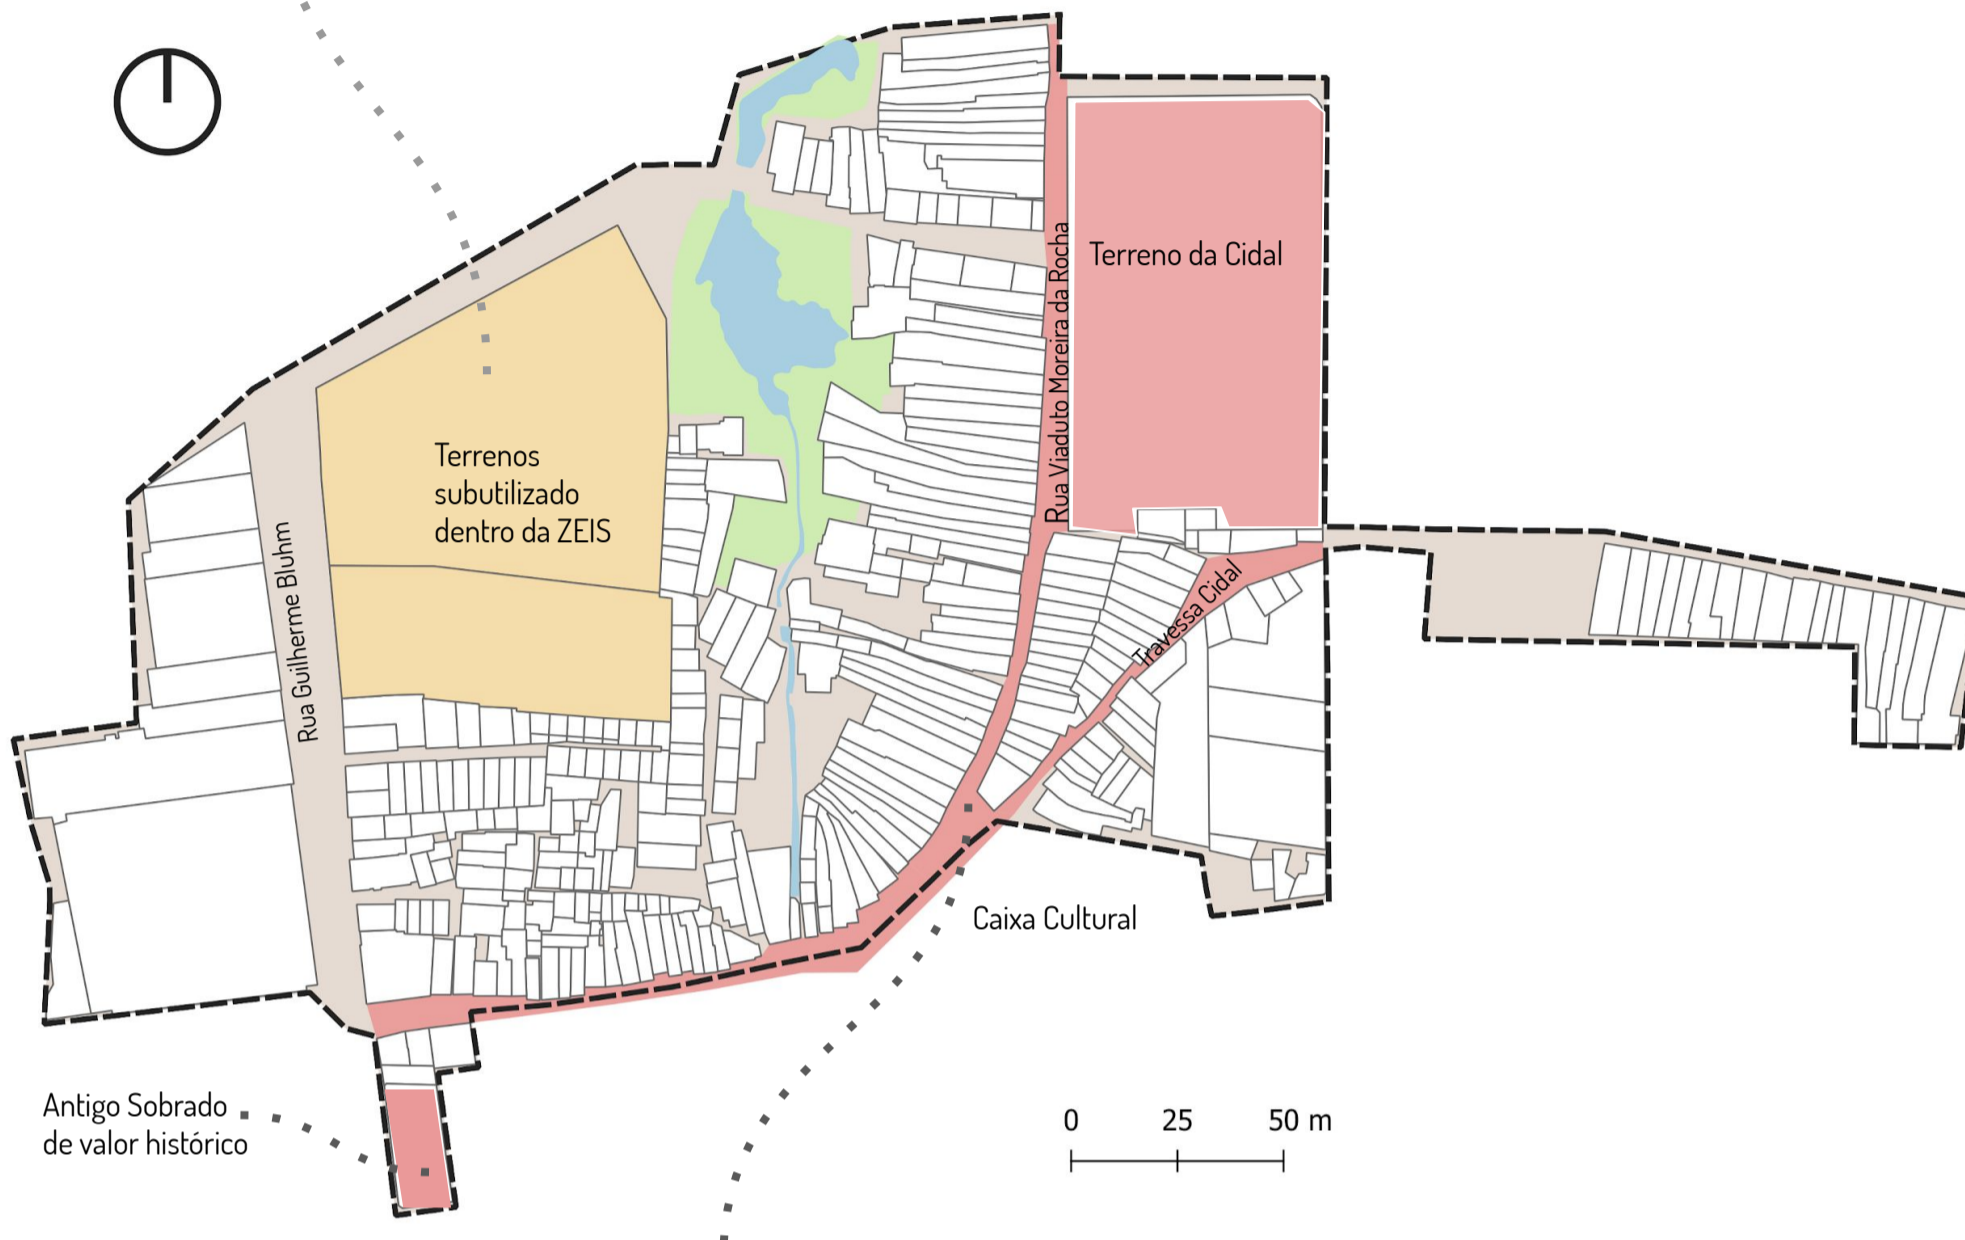 Terreno da Cidal
Rua Viaduto Moreira da Rocha
Terrenos
subutilizado
dentro da ZEIS
Rua Guilherme Bluhm
Travessa Cidal
Caixa Cultural
Antigo Sobrado
de valor histórico
0 25 50 m